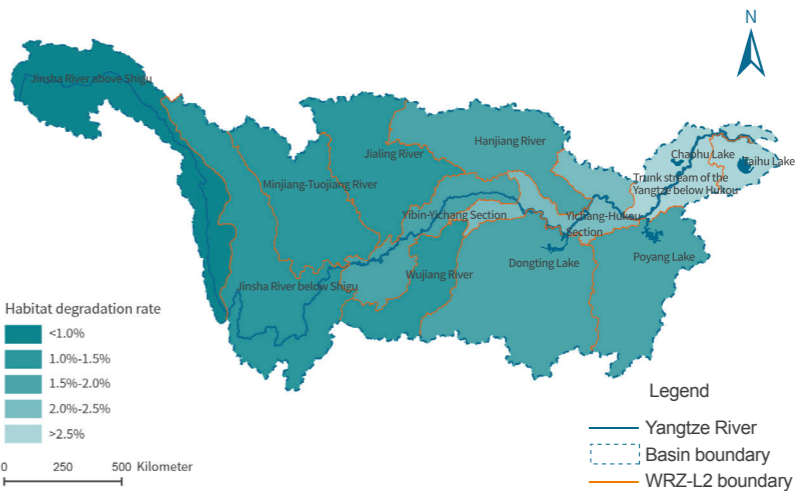 N
Jinsha River above Shigu
Hanjiang River
Jialing River
Chaohu Lake
Taihu Lake
Minjiang-Tuojiang River
Trunk stream of the
Yangtze below Hukou
Yibin-Yichang Section
Yichang-Hukou
Section
Dongting Lake
Poyang Lake
Wujiang River
Jinsha River below Shigu
Habitat degradation rate
<1.0%
1.0%-1.5%
1.5%-2.0%
2.0%-2.5%
>2.5%
0 250 500 Kilometer
Legend
Yangtze River
Basin boundary
WRZ-L2 boundary